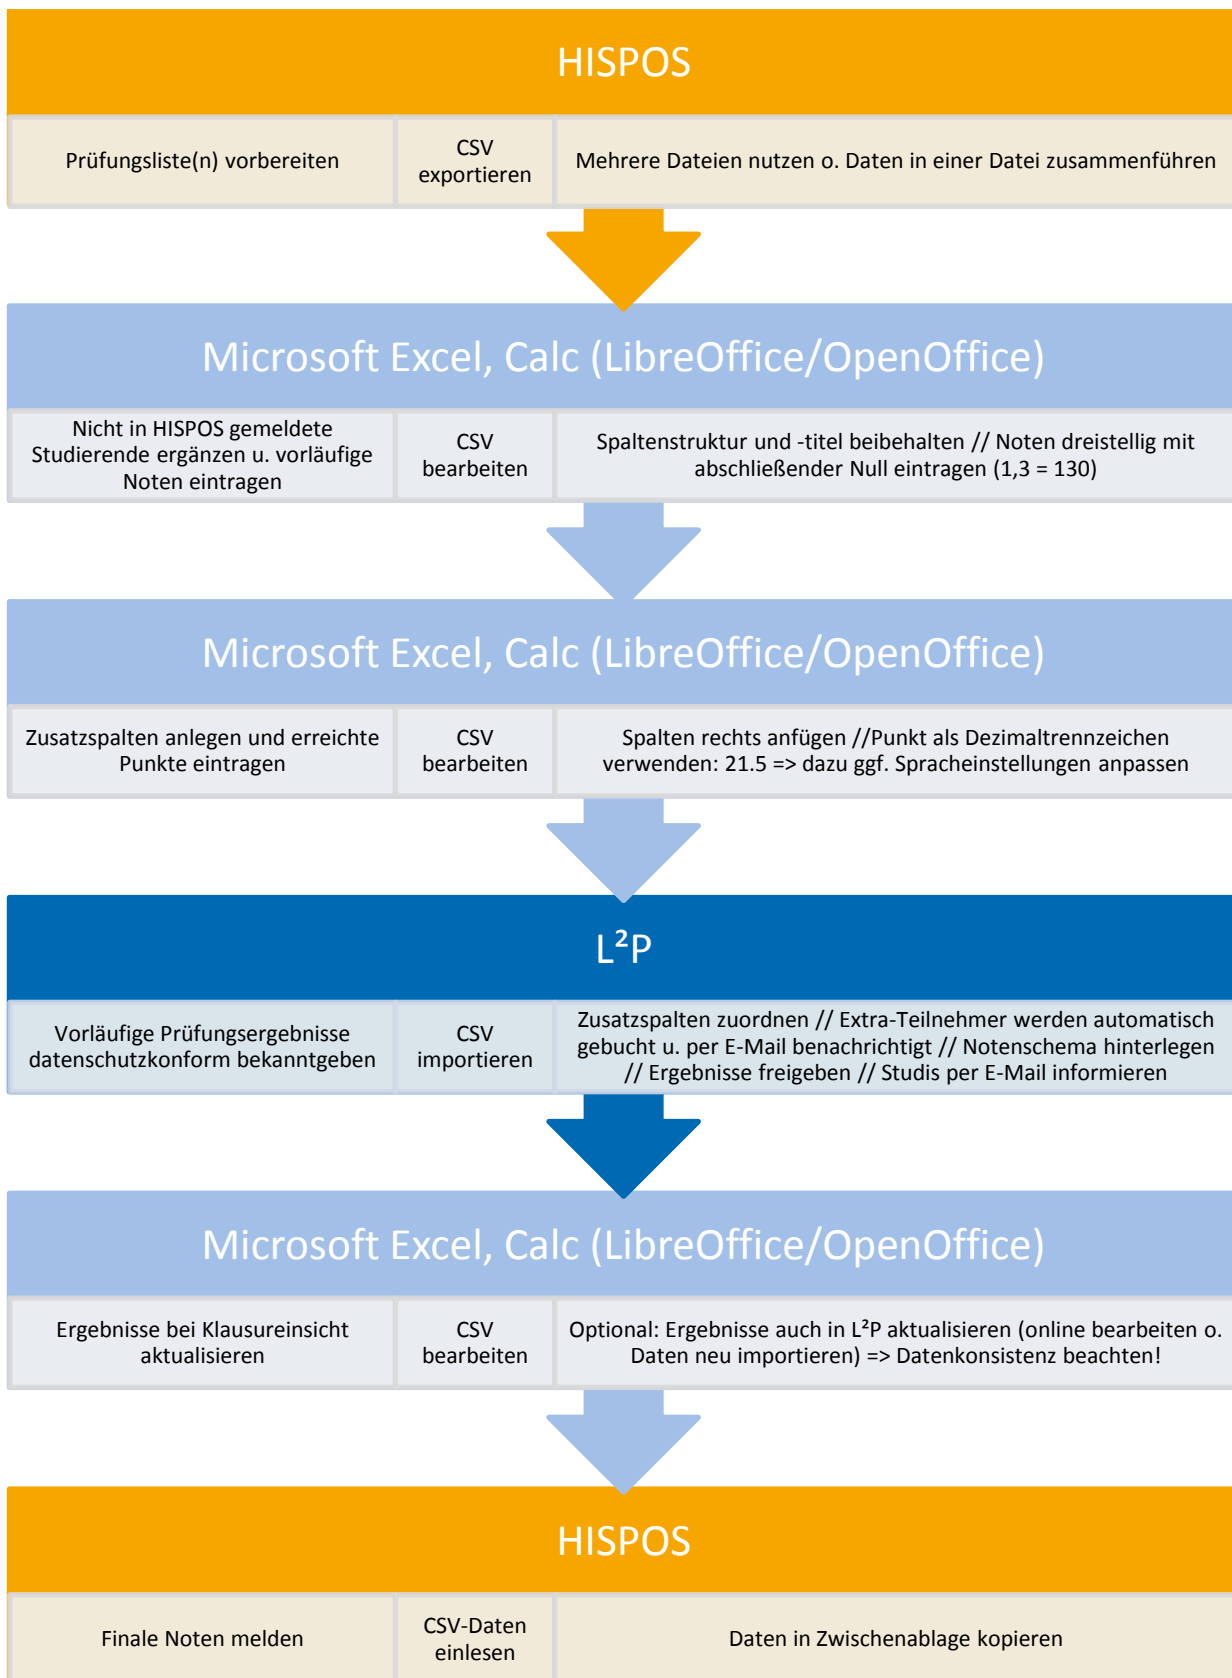 HISPOS
Prüfungsliste(n) vorbereiten
CSV
exportieren
Mehrere Dateien nutzen o. Daten in einer Datei zusammenführen
Microsoft Excel, Calc (LibreOffice/OpenOffice)
Nicht in HISPOS gemeldete
Studierende ergänzen u. vorläufige
Noten eintragen
CSV
bearbeiten
Spaltenstruktur und -titel beibehalten // Noten dreistellig mit
abschließender Null eintragen (1,3 = 130)
Microsoft Excel, Calc (LibreOffice/OpenOffice)
Zusatzspalten anlegen und erreichte
Punkte eintragen
CSV
bearbeiten
Spalten rechts anfügen //Punkt als Dezimaltrennzeichen
verwenden: 21.5 => dazu ggf. Spracheinstellungen anpassen
L²P
Vorläufige Prüfungsergebnisse
datenschutzkonform bekanntgeben
CSV
importieren
Zusatzspalten zuordnen // Extra-Teilnehmer werden automatisch
gebucht u. per E-Mail benachrichtigt // Notenschema hinterlegen
// Ergebnisse freigeben // Studis per E-Mail informieren
Microsoft Excel, Calc (LibreOffice/OpenOffice)
Ergebnisse bei Klausureinsicht
aktualisieren
CSV
bearbeiten
Optional: Ergebnisse auch in L²P aktualisieren (online bearbeiten o.
Daten neu importieren) => Datenkonsistenz beachten!
HISPOS
Finale Noten melden
CSV-Daten
einlesen
Daten in Zwischenablage kopieren